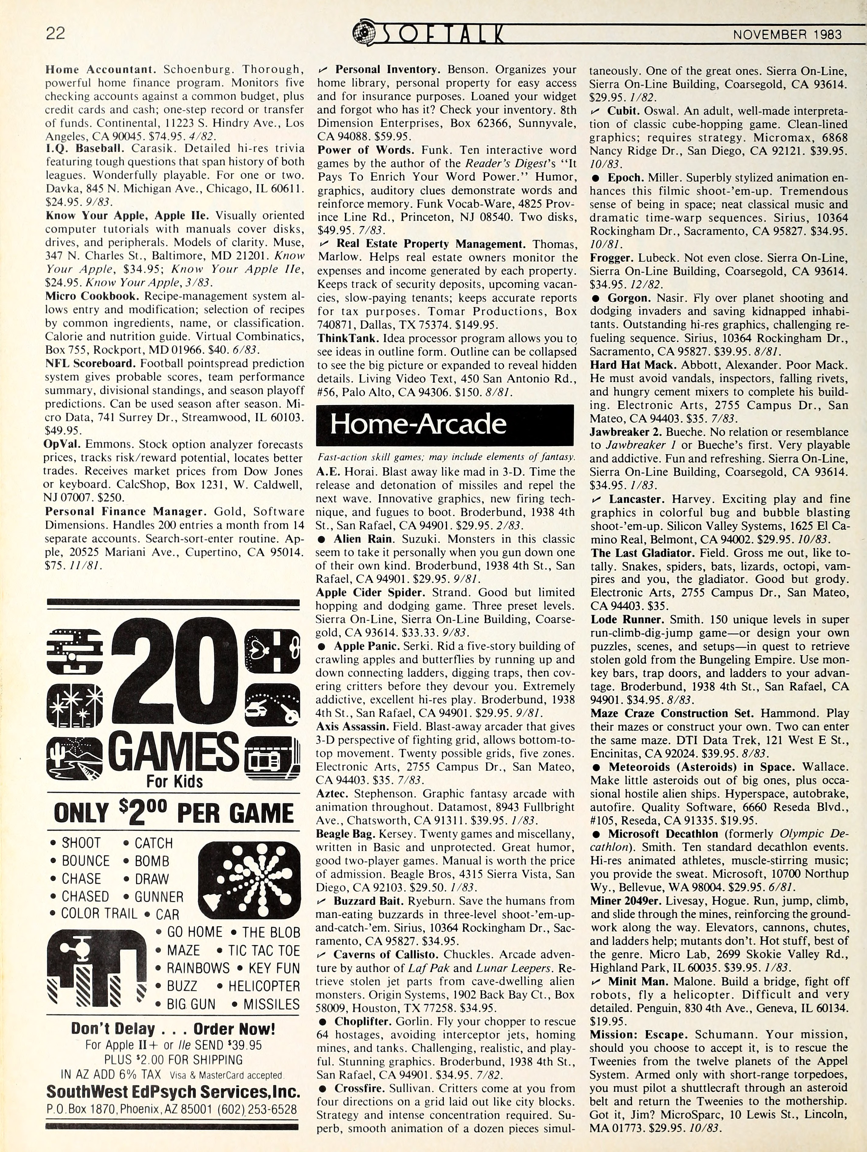 22
SOFTALK
NOVEMBER 1983
Home Accountant. Schoenburg. Thorough,
powerful home finance program. Monitors five
checking accounts against a common budget, plus
credit cards and cash; one-step record or transfer
of funds. Continental, 11223 S. Hindry Ave., Los
Angeles, CA 90045. $74.95. 4/82.
I.Q. Baseball. Carasik. Detailed hi-res trivia
featuring tough questions that span history of both
leagues. Wonderfully playable. For one or two.
Davka, 845 N. Michigan Ave., Chicago, IL 60611.
$24.95. 9/83.
Know Your Apple, Apple IIe. Visually oriented
computer tutorials with manuals cover disks,
drives, and peripherals. Models of clarity. Muse,
347 N. Charles St., Baltimore, MD 21201. Know
Your Apple, $34.95; Know Your Apple IIe,
$24.95. Know Your Apple, 3/83.
Micro Cookbook. Recipe-management system al-
lows entry and modification; selection of recipes
by common ingredients, name, or classification.
Calorie and nutrition guide. Virtual Combinatics,
Box 755, Rockport, MD 01966. $40. 6/83.
NFL Scoreboard. Football pointspread prediction
system gives probable scores, team performance
summary, divisional standings, and season playoff
predictions. Can be used season after season. Mi-
cro Data, 741 Surrey Dr., Streamwood, IL 60103.
$49.95.
OpVal. Emmons. Stock option analyzer forecasts
prices, tracks risk/reward potential, locates better
trades. Receives market prices from Dow Jones
or keyboard. CalcShop, Box 1231, W. Caldwell,
NJ 07007. $250.
Personal Finance Manager. Gold, Software
Dimensions. Handles 200 entries a month from 14
separate accounts. Search-sort-enter routine. Ap-
ple, 20525 Mariani Ave., Cupertino, CA 95014.
$75. 11/81.
20
GAMES
For Kids
ONLY $2.00 PER GAME
• SHOOT • CATCH
• BOUNCE • BOMB
• CHASE • DRAW
• CHASED • GUNNER
• COLOR TRAIL • CAR
• GO HOME • THE BLOB
• MAZE • TIC TAC TOE
• RAINBOWS • KEY FUN
• BUZZ • HELICOPTER
• BIG GUN • MISSILES
Don't Delay . . . Order Now!
For Apple II+ or //e SEND $39.95
PLUS $2.00 FOR SHIPPING
IN AZ ADD 6% TAX Visa & MasterCard accepted.
SouthWest EdPsych Services, Inc.
P.O. Box 1870, Phoenix, AZ 85001 (602) 253-6528
✓ Personal Inventory. Benson. Organizes your
home library, personal property for easy access
and for insurance purposes. Loaned your widget
and forgot who has it? Check your inventory. 8th
Dimension Enterprises, Box 62366, Sunnyvale,
CA 94088. $59.95.
Power of Words. Funk. Ten interactive word
games by the author of the Reader's Digest's "It
Pays To Enrich Your Word Power." Humor,
graphics, auditory clues demonstrate words and
reinforce memory. Funk Vocab-Ware, 4825 Prov-
ince Line Rd., Princeton, NJ 08540. Two disks,
$49.95. 7/83.
✓ Real Estate Property Management. Thomas,
Marlow. Helps real estate owners monitor the
expenses and income generated by each property.
Keeps track of security deposits, upcoming vacan-
cies, slow-paying tenants; keeps accurate reports
for tax purposes. Tomar Productions, Box
740871, Dallas, TX 75374. $149.95.
ThinkTank. Idea processor program allows you to
see ideas in outline form. Outline can be collapsed
to see the big picture or expanded to reveal hidden
details. Living Video Text, 450 San Antonio Rd.,
#56, Palo Alto, CA 94306. $150. 8/81.
Home-Arcade
Fast-action skill games; may include elements of fantasy.
A.E. Horai. Blast away like mad in 3-D. Time the
release and detonation of missiles and repel the
next wave. Innovative graphics, new firing tech-
nique, and fugues to boot. Broderbund, 1938 4th
St., San Rafael, CA 94901. $29.95. 2/83.
• Alien Rain. Suzuki. Monsters in this classic
seem to take it personally when you gun down one
of their own kind. Broderbund, 1938 4th St., San
Rafael, CA 94901. $29.95. 9/81.
Apple Cider Spider. Strand. Good but limited
hopping and dodging game. Three preset levels.
Sierra On-Line, Sierra On-Line Building, Coarse-
gold, CA 93614. $33.33. 9/83.
• Apple Panic. Serki. Rid a five-story building of
crawling apples and butterflies by running up and
down connecting ladders, digging traps, then cov-
ering critters before they devour you. Extremely
addictive, excellent hi-res play. Broderbund, 1938
4th St., San Rafael, CA 94901. $29.95. 9/81.
Axis Assassin. Field. Blast-away arcader that gives
3-D perspective of fighting grid, allows bottom-to-
top movement. Twenty possible grids, five zones.
Electronic Arts, 2755 Campus Dr., San Mateo,
CA 94403. $35. 7/83.
Aztec. Stephenson. Graphic fantasy arcade with
animation throughout. Datamost, 8943 Fullbright
Ave., Chatsworth, CA 91311. $39.95. 1/83.
Beagle Bag. Kersey. Twenty games and miscellany,
written in Basic and unprotected. Great humor,
good two-player games. Manual is worth the price
of admission. Beagle Bros, 4315 Sierra Vista, San
Diego, CA 92103. $29.50. 1/83.
✓ Buzzard Bait. Ryeburn. Save the humans from
man-eating buzzards in three-level shoot-'em-up-
and-catch-'em. Sirius, 10364 Rockingham Dr., Sac-
ramento, CA 95827. $34.95.
✓ Caverns of Callisto. Chuckles. Arcade adven-
ture by author of Laf Pak and Lunar Leepers. Re-
trieve stolen jet parts from cave-dwelling alien
monsters. Origin Systems, 1902 Back Bay Ct., Box
58009, Houston, TX 77258. $34.95.
• Choplifter. Gorlin. Fly your chopper to rescue
64 hostages, avoiding interceptor jets, homing
mines, and tanks. Challenging, realistic, and play-
ful. Stunning graphics. Broderbund, 1938 4th St.,
San Rafael, CA 94901. $34.95. 7/82.
• Crossfire. Sullivan. Critters come at you from
four directions on a grid laid out like city blocks.
Strategy and intense concentration required. Su-
perb, smooth animation of a dozen pieces simul-
taneously. One of the great ones. Sierra On-Line,
Sierra On-Line Building, Coarsegold, CA 93614.
$29.95. 1/82.
✓ Cubit. Oswal. An adult, well-made interpreta-
tion of classic cube-hopping game. Clean-lined
graphics; requires strategy. Micromax, 6868
Nancy Ridge Dr., San Diego, CA 92121. $39.95.
10/83.
• Epoch. Miller. Superbly stylized animation en-
hances this filmic shoot-'em-up. Tremendous
sense of being in space; neat classical music and
dramatic time-warp sequences. Sirius, 10364
Rockingham Dr., Sacramento, CA 95827. $34.95.
10/81.
Frogger. Lubeck. Not even close. Sierra On-Line,
Sierra On-Line Building, Coarsegold, CA 93614.
$34.95. 12/82.
• Gorgon. Nasir. Fly over planet shooting and
dodging invaders and saving kidnapped inhabi-
tants. Outstanding hi-res graphics, challenging re-
fueling sequence. Sirius, 10364 Rockingham Dr.,
Sacramento, CA 95827. $39.95. 8/81.
Hard Hat Mack. Abbott, Alexander. Poor Mack.
He must avoid vandals, inspectors, falling rivets,
and hungry cement mixers to complete his build-
ing. Electronic Arts, 2755 Campus Dr., San
Mateo, CA 94403. $35. 7/83.
Jawbreaker 2. Bueche. No relation or resemblance
to Jawbreaker 1 or Bueche's first. Very playable
and addictive. Fun and refreshing. Sierra On-Line,
Sierra On-Line Building, Coarsegold, CA 93614.
$34.95. 1/83.
✓ Lancaster. Harvey. Exciting play and fine
graphics in colorful bug and bubble blasting
shoot-'em-up. Silicon Valley Systems, 1625 El Ca-
mino Real, Belmont, CA 94002. $29.95. 10/83.
The Last Gladiator. Field. Gross me out, like to-
tally. Snakes, spiders, bats, lizards, octopi, vam-
pires and you, the gladiator. Good but grody.
Electronic Arts, 2755 Campus Dr., San Mateo,
CA 94403. $35.
Lode Runner. Smith. 150 unique levels in super
run-climb-dig-jump game—or design your own
puzzles, scenes, and setups—in quest to retrieve
stolen gold from the Bungeling Empire. Use mon-
key bars, trap doors, and ladders to your advan-
tage. Broderbund, 1938 4th St., San Rafael, CA
94901. $34.95. 8/83.
Maze Craze Construction Set. Hammond. Play
their mazes or construct your own. Two can enter
the same maze. DTI Data Trek, 121 West E St.,
Encinitas, CA 92024. $39.95. 8/83.
• Meteoroids (Asteroids) in Space. Wallace.
Make little asteroids out of big ones, plus occa-
sional hostile alien ships. Hyperspace, autobrake,
autofire. Quality Software, 6660 Reseda Blvd.,
#105, Reseda, CA 91335. $19.95.
• Microsoft Decathlon (formerly Olympic De-
cathlon). Smith. Ten standard decathlon events.
Hi-res animated athletes, muscle-stirring music;
you provide the sweat. Microsoft, 10700 Northup
Wy., Bellevue, WA 98004. $29.95. 6/81.
Miner 2049er. Livesay, Hogue. Run, jump, climb,
and slide through the mines, reinforcing the ground-
work along the way. Elevators, cannons, chutes,
and ladders help; mutants don't. Hot stuff, best of
the genre. Micro Lab, 2699 Skokie Valley Rd.,
Highland Park, IL 60035. $39.95. 1/83.
✓ Minit Man. Malone. Build a bridge, fight off
robots, fly a helicopter. Difficult and very
detailed. Penguin, 830 4th Ave., Geneva, IL 60134.
$19.95.
Mission: Escape. Schumann. Your mission,
should you choose to accept it, is to rescue the
Tweenies from the twelve planets of the Appel
System. Armed only with short-range torpedoes,
you must pilot a shuttlecraft through an asteroid
belt and return the Tweenies to the mothership.
Got it, Jim? MicroSparc, 10 Lewis St., Lincoln,
MA 01773. $29.95. 10/83.